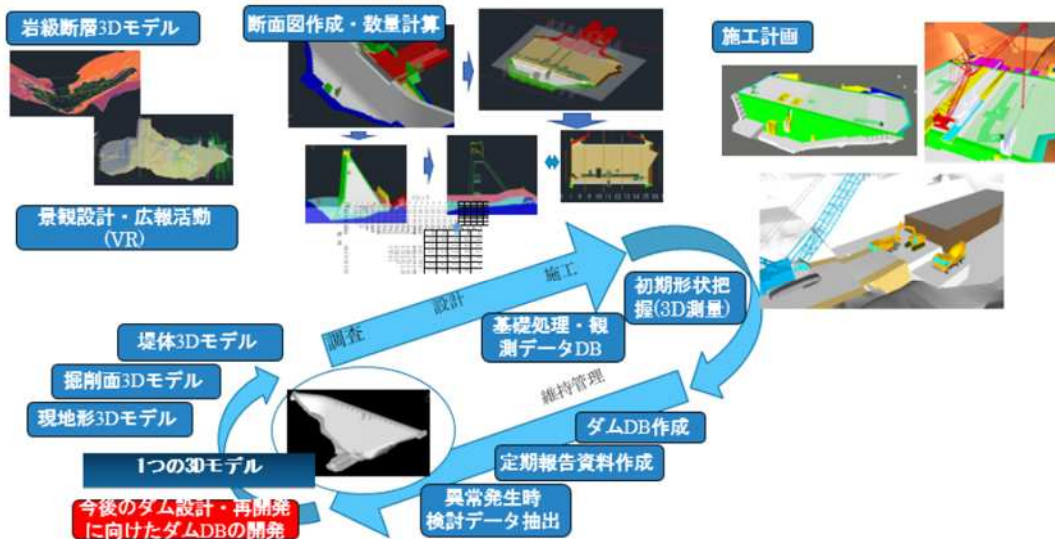 岩級断層3Dモデル
断面図作成・数量計算
施工計画
景観設計・広報活動
(VR)
調査
設計
施工
初期形状把
握(3D測量)
基礎処理・観
測データDB
堤体3Dモデル
掘削面3Dモデル
現地形3Dモデル
維持管理
ダムDB作成
定期報告資料作成
異常発生時
検討データ抽出
1つの3Dモデル
今後のダム設計・再開発
に向けたダムDBの開発